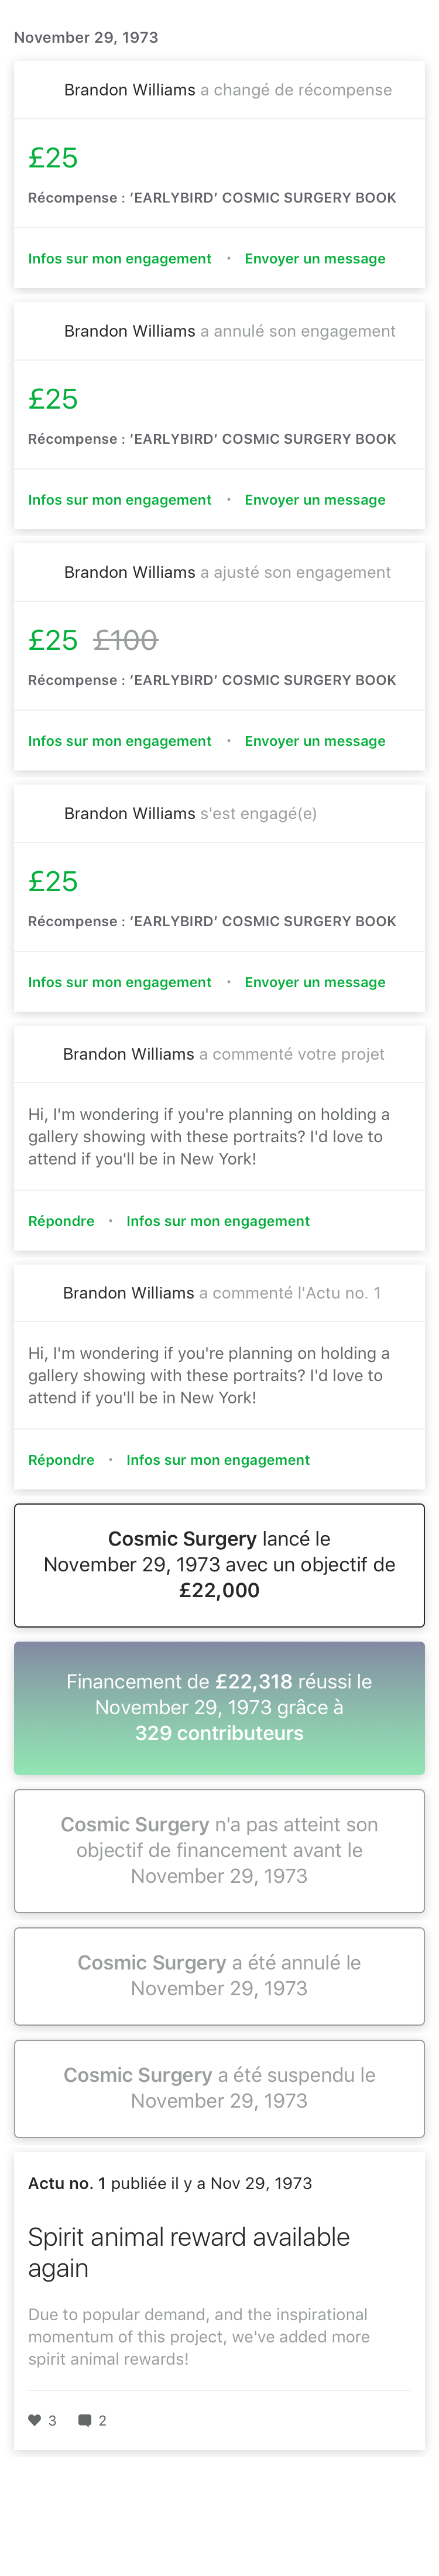 November 29, 1973
Brandon Williams a changé de récompense
£25
Récompense : ‘EARLYBIRD’ COSMIC SURGERY BOOK
Infos sur mon engagement • Envoyer un message
Brandon Williams a annulé son engagement
£25
Récompense : ‘EARLYBIRD’ COSMIC SURGERY BOOK
Infos sur mon engagement • Envoyer un message
Brandon Williams a ajusté son engagement
£25 £100
Récompense : ‘EARLYBIRD’ COSMIC SURGERY BOOK
Infos sur mon engagement • Envoyer un message
Brandon Williams s'est engagé(e)
£25
Récompense : ‘EARLYBIRD’ COSMIC SURGERY BOOK
Infos sur mon engagement • Envoyer un message
Brandon Williams a commenté votre projet
Hi, I'm wondering if you're planning on holding a
gallery showing with these portraits? I'd love to
attend if you'll be in New York!
Répondre • Infos sur mon engagement
Brandon Williams a commenté l'Actu no. 1
Hi, I'm wondering if you're planning on holding a
gallery showing with these portraits? I'd love to
attend if you'll be in New York!
Répondre • Infos sur mon engagement
Cosmic Surgery lancé le
November 29, 1973 avec un objectif de
£22,000
Financement de £22,318 réussi le
November 29, 1973 grâce à
329 contributeurs
Cosmic Surgery n'a pas atteint son
objectif de financement avant le
November 29, 1973
Cosmic Surgery a été annulé le
November 29, 1973
Cosmic Surgery a été suspendu le
November 29, 1973
Actu no. 1 publiée il y a Nov 29, 1973
Spirit animal reward available
again
Due to popular demand, and the inspirational
momentum of this project, we've added more
spirit animal rewards!
3 2